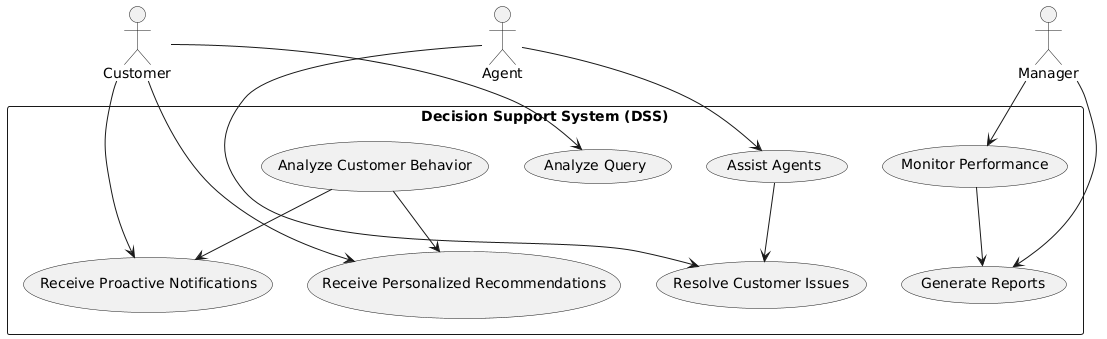 Customer
Agent
Manager
Decision Support System (DSS)
Analyze Customer Behavior
Analyze Query
Assist Agents
Monitor Performance
Receive Proactive Notifications
Receive Personalized Recommendations
Resolve Customer Issues
Generate Reports